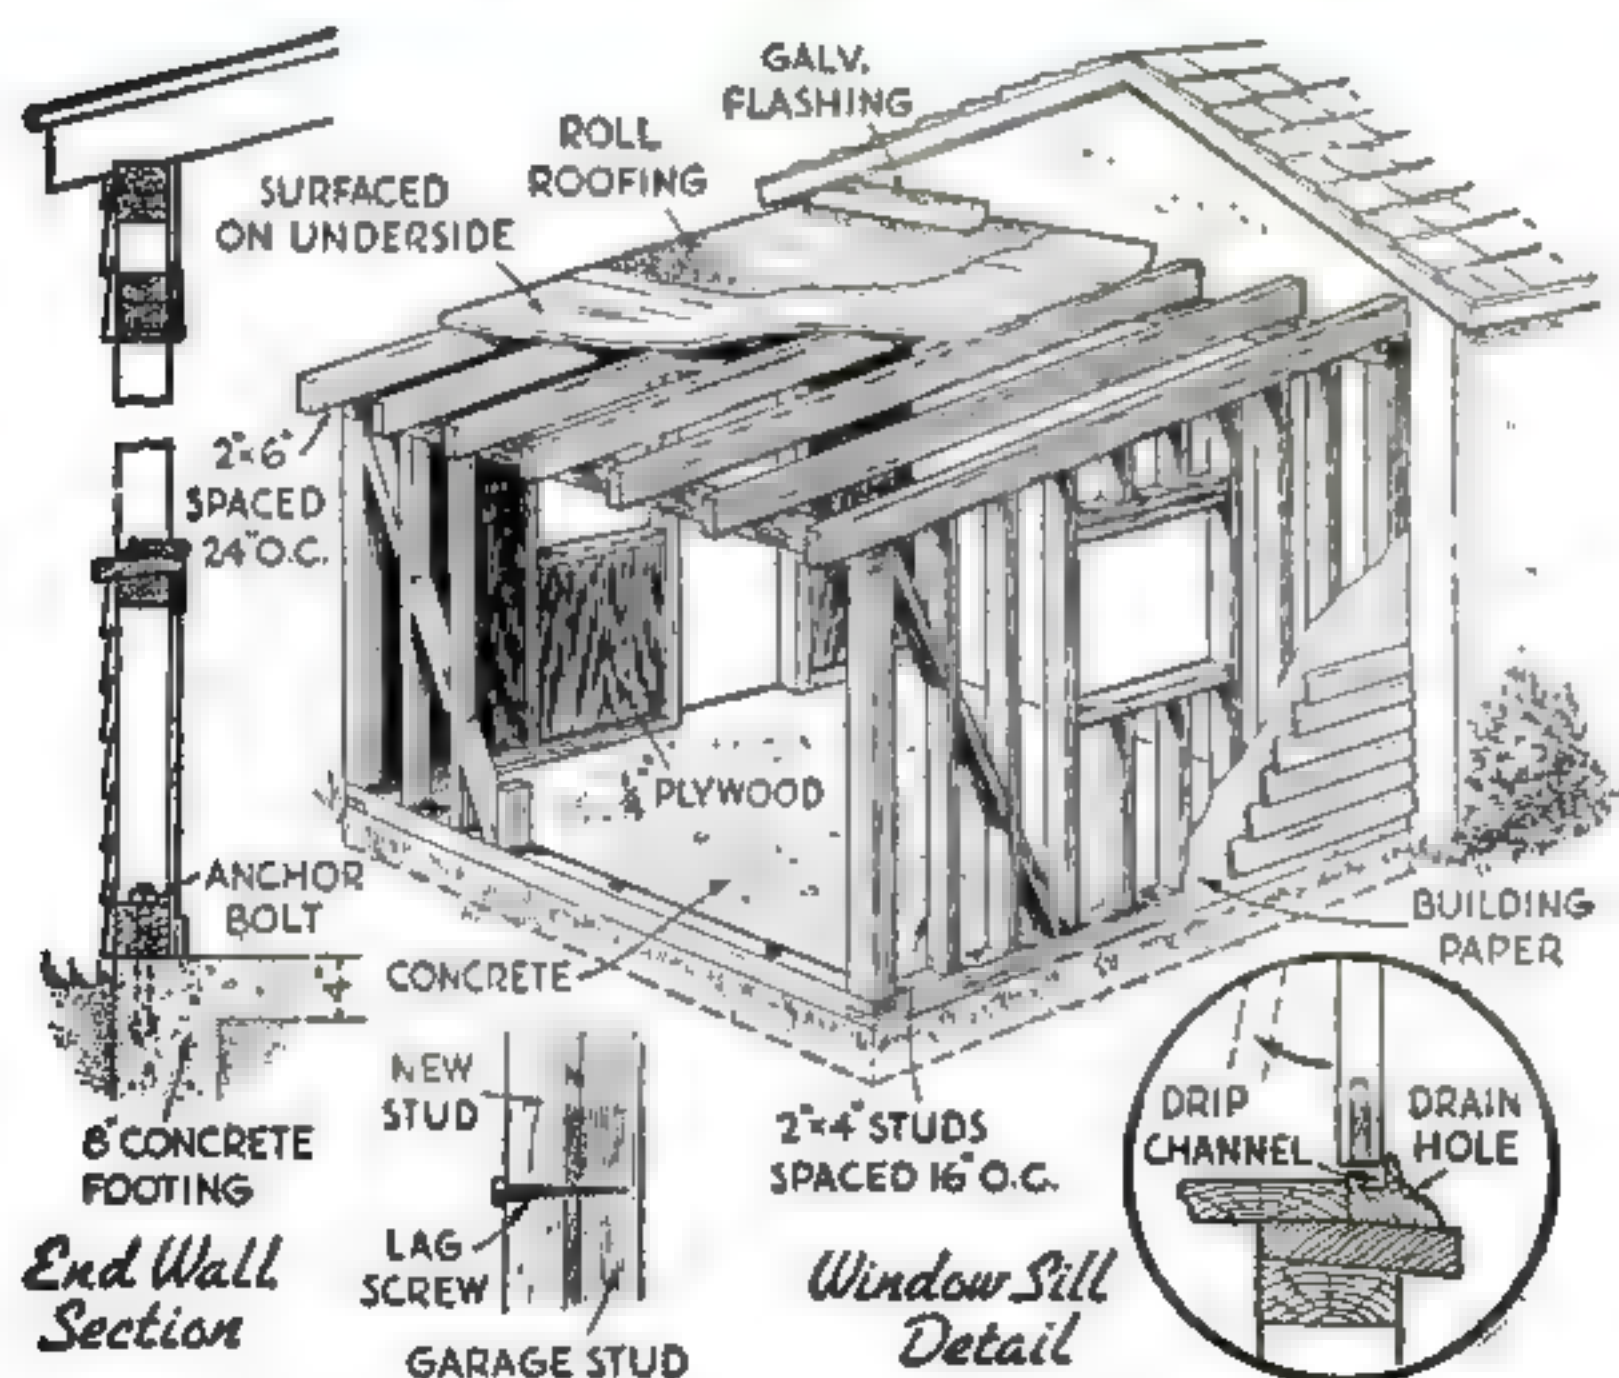 GALV.
FLASHING
ROLL
ROOFING
SURFACED
ON UNDERSIDE
2"×6"
SPACED
24"O.C.
PLYWOOD
ANCHOR
BOLT
CONCRETE
BUILDING
PAPER
8"CONCRETE
FOOTING
NEW
STUD
LAG
SCREW
GARAGE STUD
2"×4" STUDS
SPACED 16" O.C.
DRIP
CHANNEL
DRAIN
HOLE
End Wall
Section
Window Sill
Detail